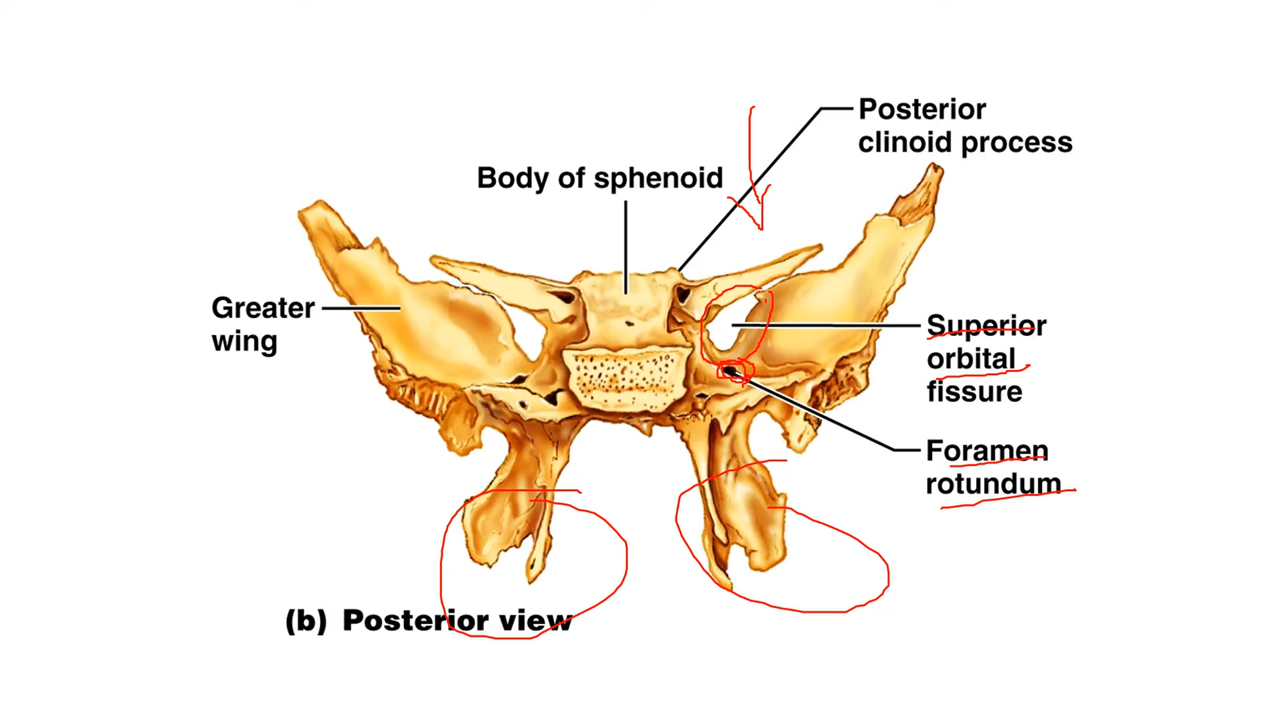 Posterior
clinoid process
Body of sphenoid
Greater
wing
Superior
orbital
fissure
Foramen
rotundum
(b) Posterior view